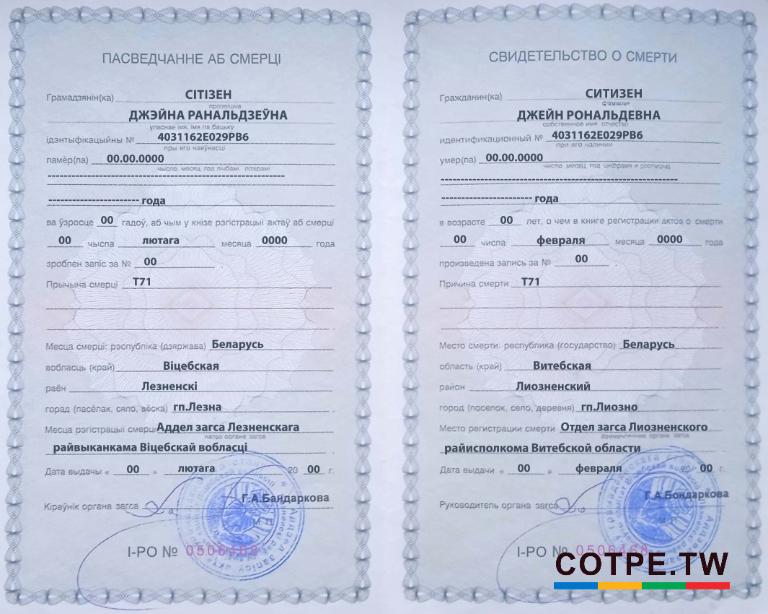 ПАСВЕДЧАННЕ АБ СМЕРЦІ
Грамадзянін(ка) СІТІЗЕН
прозвішча
ДЖЭЙНА РАНАЛЬДЗЕЎНА
уласнае імя, імя па бацьку
ідэнтыфікацыйны № 4031162Е029РВ6
пры яго наяўнасці
памёр(ла) 00.00.0000
число, месяц, год лічбамі, літарамі
года
ва ўзросце 00 гадоў, аб чым у кнізе рэгістрацыі актаў аб смерці
00 числа лютага месяца 0000 года
зроблен запіс за № 00
Прычына смерці Т71
Месца смерці: рэспубліка (дзяржава) Беларусь
вобласць (край) Віцебская
раён Лезненскі
горад (пасёлак, сяло, вёска) гп.Лезна
Месца рэгістрацыі смерці Аддел загса Лезненскага
назва органа загса
райвыканкама Віцебскай вобласці
Дата выдачы « 00 » лютага 20 00 г.
Кіраўнік органа загса Г.А.Бандаркова
М.П.
І-РО №
СВИДЕТЕЛЬСТВО О СМЕРТИ
Гражданин(ка) СИТИЗЕН
фамилия
ДЖЕЙН РОНАЛЬДЕВНА
собственное имя, отчество
идентификационный № 4031162Е029РВ6
при его наличии
умер(ла) 00.00.0000
число, месяц, год цифрами и прописью
года
в возрасте 00 лет, о чем в книге регистрации актов о смерти
00 числа февраля месяца 0000 года
произведена запись за № 00
Причина смерти Т71
Место смерти: республика (государство) Беларусь
область (край) Витебская
район Лиозненский
город (поселок, село, деревня) гп.Лиозно
Место регистрации смерти Отдел загса Лиозненского
наименование органа загса
райисполкома Витебской области
Дата выдачи « 00 » февраля 20 00 г.
Руководитель органа загса Г.А.Бондаркова
І-РО №
COTPE.TW